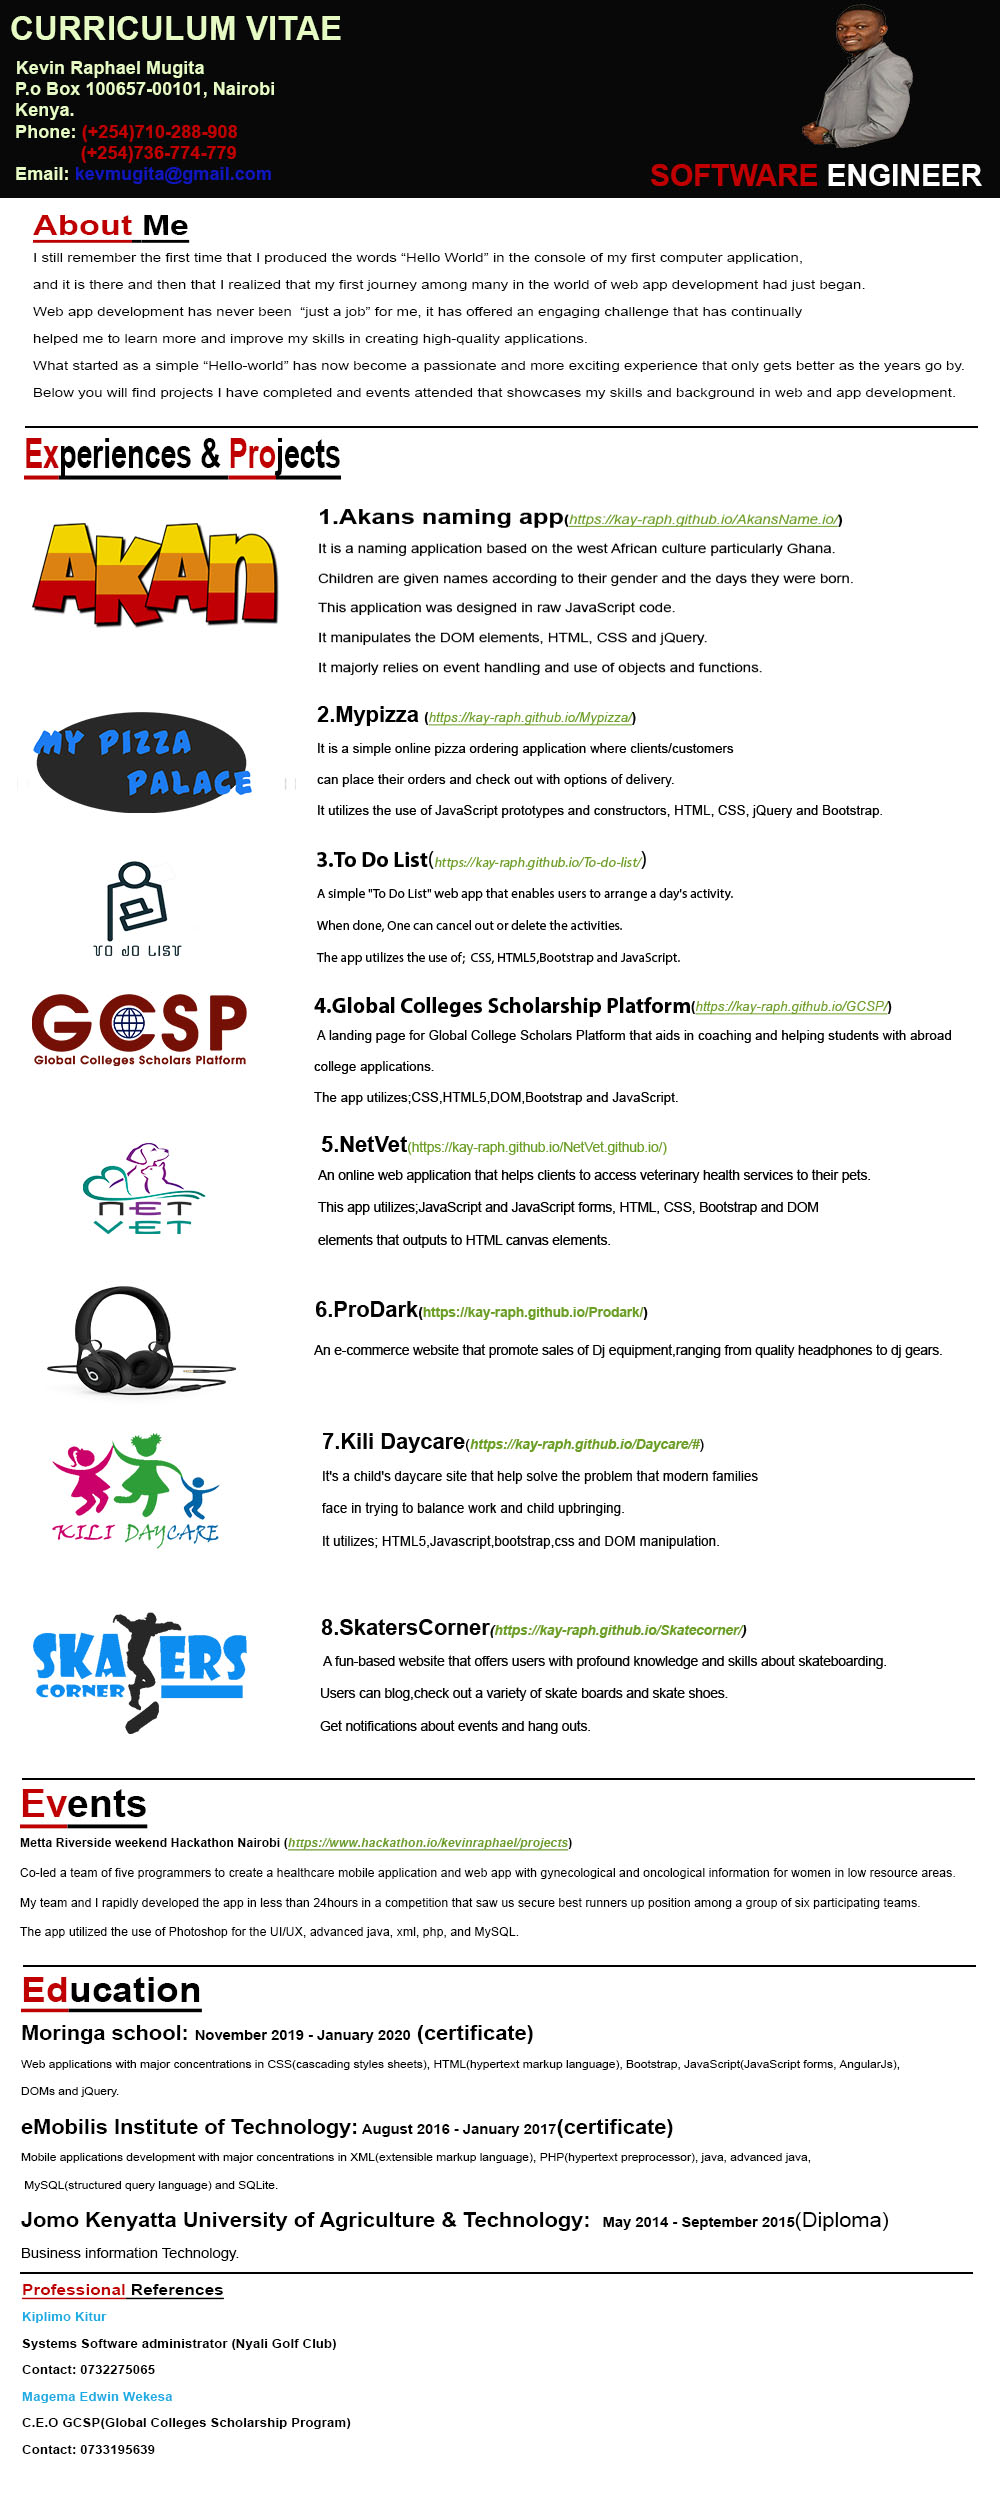 CURRICULUM VITAE
Kevin Raphael Mugita
P.o Box 100657-00101, Nairobi
Kenya.
Phone: (+254)710-288-908
(+254)736-774-779
Email: kevmugita@gmail.com
SOFTWARE ENGINEER
About Me
I still remember the first time that I produced the words “Hello World” in the console of my first computer application,
and it is there and then that I realized that my first journey among many in the world of web app development had just began.
Web app development has never been “just a job” for me, it has offered an engaging challenge that has continually
helped me to learn more and improve my skills in creating high-quality applications.
What started as a simple “Hello-world” has now become a passionate and more exciting experience that only gets better as the years go by.
Below you will find projects I have completed and events attended that showcases my skills and background in web and app development.
Experiences & Projects
AKAN
1.Akans naming app(https://kay-raph.github.io/AkansName.io/)
It is a naming application based on the west African culture particularly Ghana.
Children are given names according to their gender and the days they were born.
This application was designed in raw JavaScript code.
It manipulates the DOM elements, HTML, CSS and jQuery.
It majorly relies on event handling and use of objects and functions.
MY PIZZA
PALACE
2.Mypizza (https://kay-raph.github.io/Mypizza/)
It is a simple online pizza ordering application where clients/customers
can place their orders and check out with options of delivery.
It utilizes the use of JavaScript prototypes and constructors, HTML, CSS, jQuery and Bootstrap.
TO DO LIST
3.To Do List(https://kay-raph.github.io/To-do-list/)
A simple "To Do List" web app that enables users to arrange a day's activity.
When done, One can cancel out or delete the activities.
The app utilizes the use of; CSS, HTML5,Bootstrap and JavaScript.
GCSP
Global Colleges Scholars Platform
4.Global Colleges Scholarship Platform(https://kay-raph.github.io/GCSP/)
A landing page for Global College Scholars Platform that aids in coaching and helping students with abroad
college applications.
The app utilizes;CSS,HTML5,DOM,Bootstrap and JavaScript.
NET
VET
5.NetVet(https://kay-raph.github.io/NetVet.github.io/)
An online web application that helps clients to access veterinary health services to their pets.
This app utilizes;JavaScript and JavaScript forms, HTML, CSS, Bootstrap and DOM
elements that outputs to HTML canvas elements.
6.ProDark(https://kay-raph.github.io/Prodark/)
An e-commerce website that promote sales of Dj equipment,ranging from quality headphones to dj gears.
KILI DAYCARE
7.Kili Daycare(https://kay-raph.github.io/Daycare/#)
It's a child's daycare site that help solve the problem that modern families
face in trying to balance work and child upbringing.
It utilizes; HTML5,Javascript,bootstrap,css and DOM manipulation.
SKATERS
CORNER
8.SkatersCorner(https://kay-raph.github.io/Skatecorner/)
A fun-based website that offers users with profound knowledge and skills about skateboarding.
Users can blog,check out a variety of skate boards and skate shoes.
Get notifications about events and hang outs.
Events
Metta Riverside weekend Hackathon Nairobi (https://www.hackathon.io/kevinraphael/projects)
Co-led a team of five programmers to create a healthcare mobile application and web app with gynecological and oncological information for women in low resource areas.
My team and I rapidly developed the app in less than 24hours in a competition that saw us secure best runners up position among a group of six participating teams.
The app utilized the use of Photoshop for the UI/UX, advanced java, xml, php, and MySQL.
Education
Moringa school: November 2019 - January 2020 (certificate)
Web applications with major concentrations in CSS(cascading styles sheets), HTML(hypertext markup language), Bootstrap, JavaScript(JavaScript forms, AngularJs),
DOMs and jQuery.
eMobilis Institute of Technology: August 2016 - January 2017(certificate)
Mobile applications development with major concentrations in XML(extensible markup language), PHP(hypertext preprocessor), java, advanced java,
MySQL(structured query language) and SQLite.
Jomo Kenyatta University of Agriculture & Technology: May 2014 - September 2015(Diploma)
Business information Technology.
Professional References
Kiplimo Kitur
Systems Software administrator (Nyali Golf Club)
Contact: 0732275065
Magema Edwin Wekesa
C.E.O GCSP(Global Colleges Scholarship Program)
Contact: 0733195639